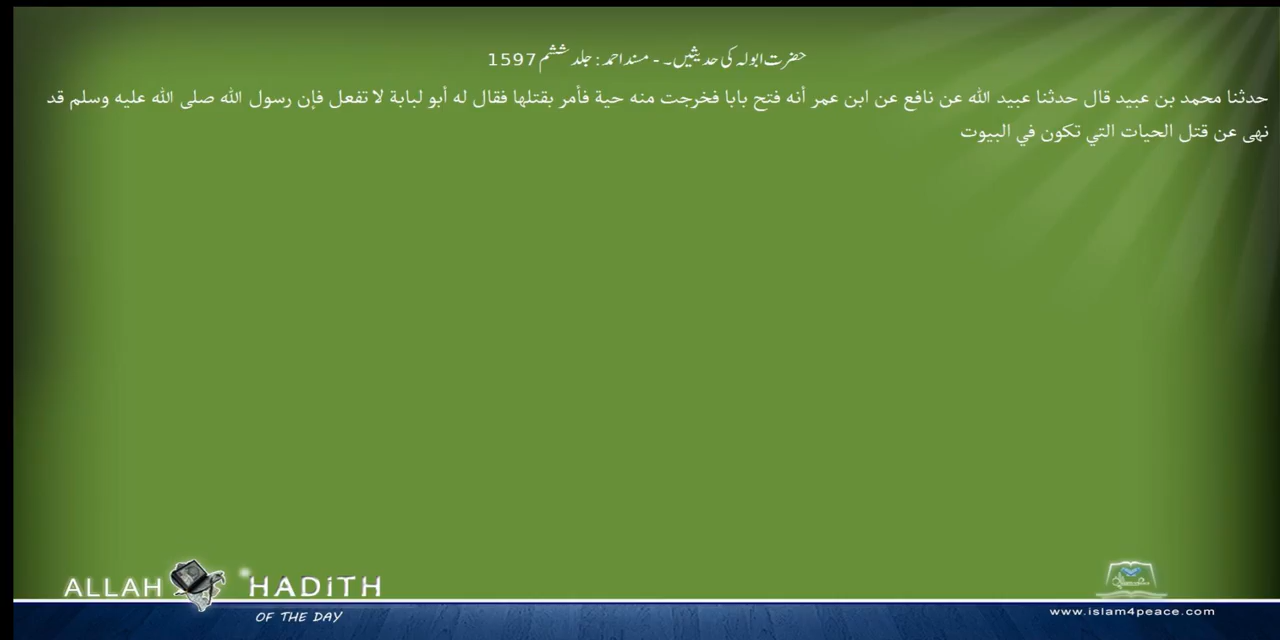 حضرت ابولبہ کی حدیثیں۔ - مسند احمد : جلد ششم 1597
حدثنا محمد بن عبيد قال حدثنا عبيد الله عن نافع عن ابن عمر أنه فتح بابا فخرجت منه حية فأمر بقتلها فقال له أبو لبابة لا تفعل فإن رسول الله صلى الله عليه وسلم قد
نهى عن قتل الحيات التي تكون في البيوت
ALLAH HADITH
OF THE DAY
www.islam4peace.com